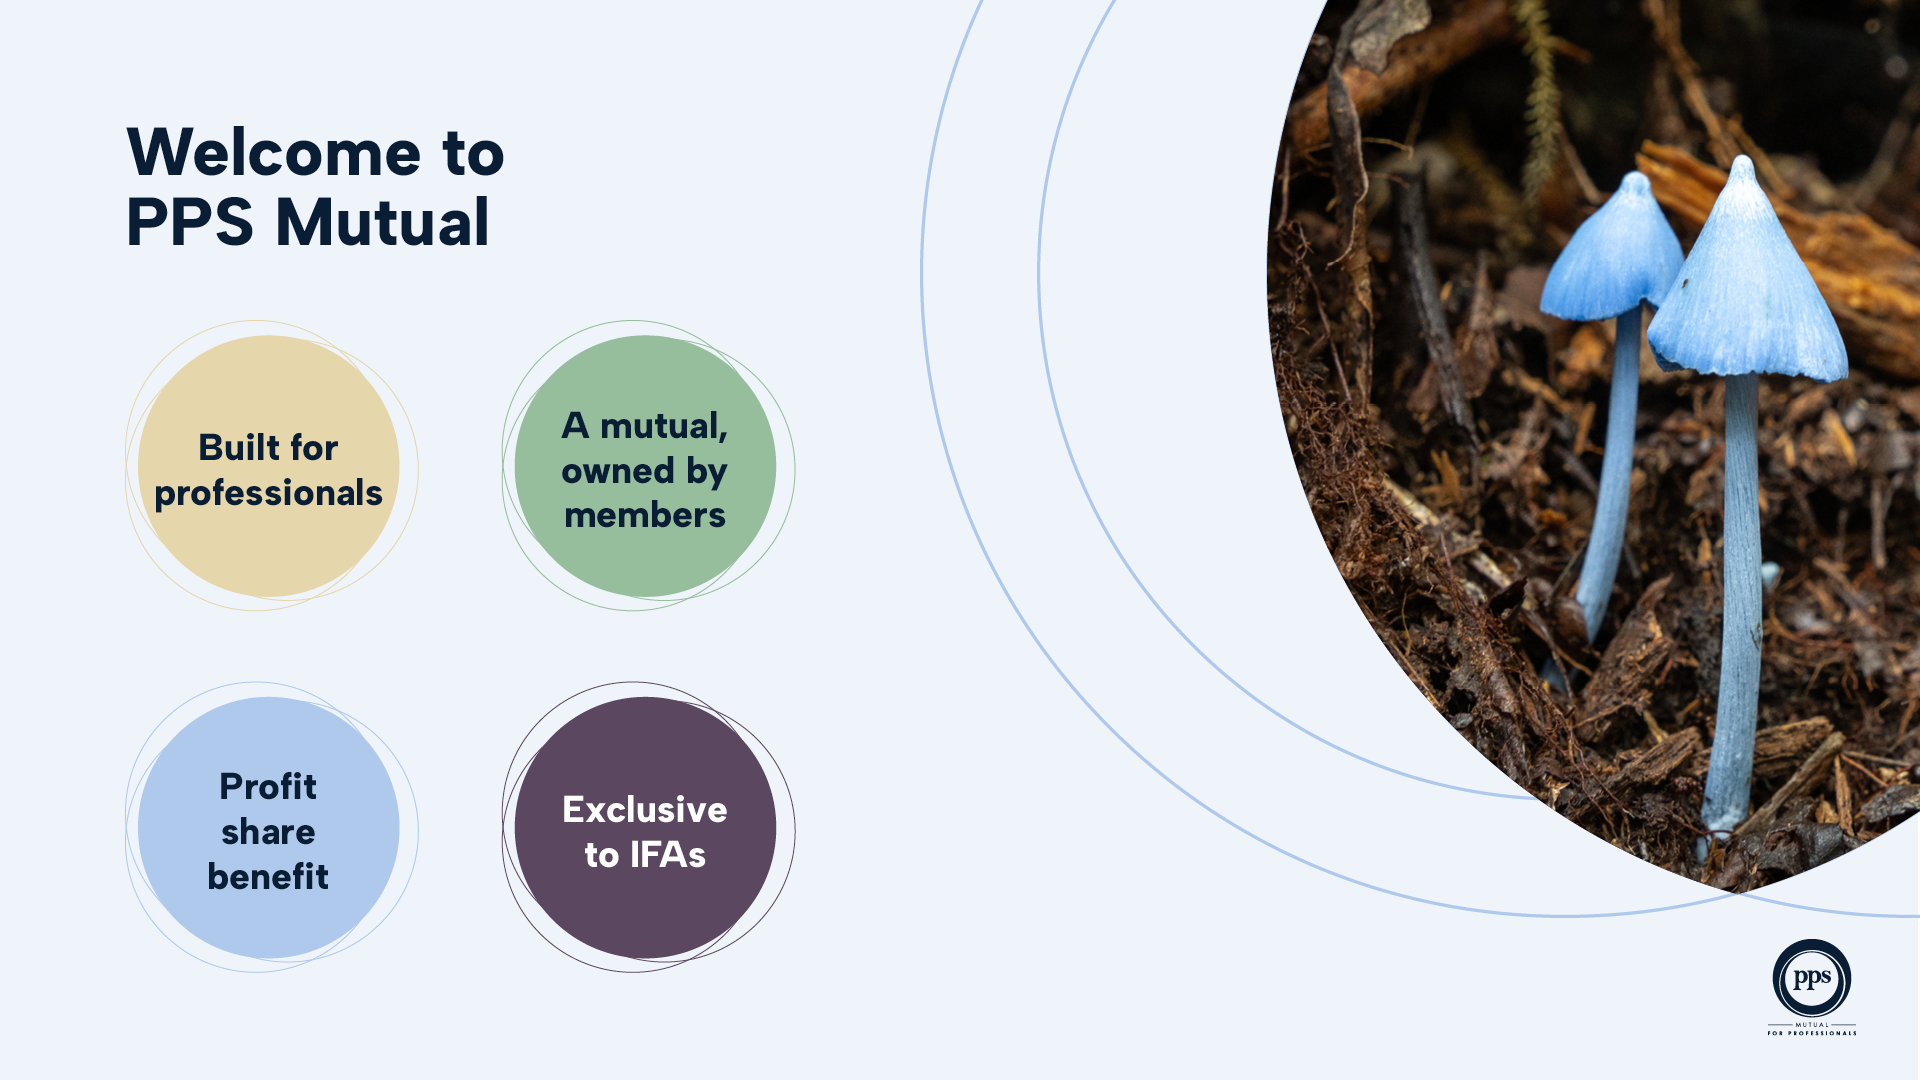 Welcome to
PPS Mutual
Built for
professionals
A mutual,
owned by
members
Profit
share
benefit
Exclusive
to IFAs
pps
MUTUAL
FOR PROFESSIONALS